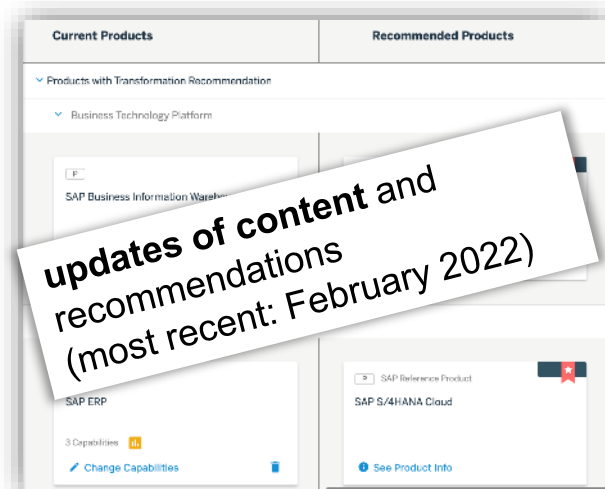 Current Products
Recommended Products
Products with Transformation Recommendation
Business Technology Platform
P
SAP Business Information
updates of content and
recommendations
(most recent: February 2022)
SAP ERP
3 Capabilities
Change Capabilities
P SAP Reference Product
SAP S/4HANA Cloud
See Product Info